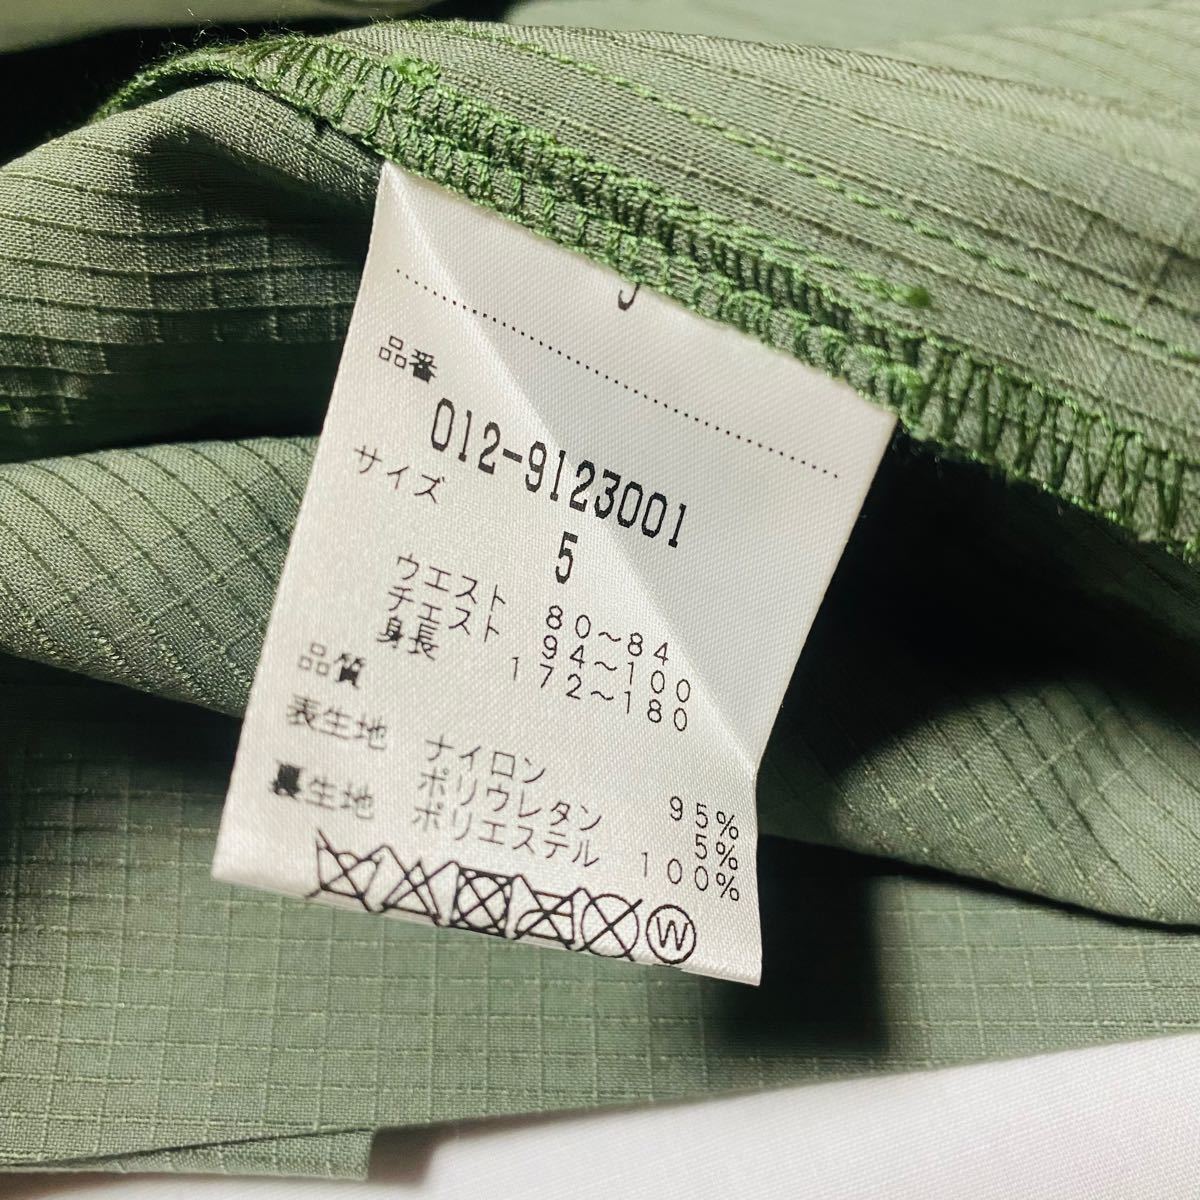 品番
012-9123001
サイズ
5
ウエスト 80～84
チェスト 94～100
身長 172～180
品質
表生地 ナイロン 95%
ポリウレタン 5%
裏生地 ポリエステル 100%
W